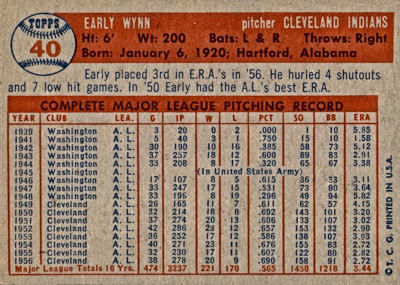 TOPPS
40
EARLY WYNN pitcher CLEVELAND INDIANS
Ht: 6' Wt: 200 Bats: L & R. Throws: Right
Born: January 6, 1920; Hartford, Alabama
Early placed 3rd in E.R.A.'s in '56. He hurled 4 shutouts
and 7 low hit games. In '50 Early had the A.L.'s best E.R.A.
COMPLETE MAJOR LEAGUE PITCHING RECORD
YEAR CLUB LEA. G IP W L PCT. SO BB ERA
1939 Washington A. L. 3 20 0 2 .000 1 10 5.85
1941 Washington A. L. 5 40 3 1 .750 15 10 1.58
1942 Washington A. L. 30 190 10 16 .385 58 73 5.12
1943 Washington A. L. 37 257 18 12 .600 89 83 2.91
1944 Washington A. L. 33 208 8 17 .320 65 67 3.38
1945 (In United States Army)
1946 Washington A. L. 17 107 8 5 .615 36 33 3.11
1947 Washington A. L. 33 247 17 15 .531 73 90 3.64
1948 Washington A. L. 33 198 8 19 .296 49 94 5.82
1949 Cleveland A. L. 26 165 11 7 .611 62 57 4.15
1950 Cleveland A. L. 32 214 18 8 .692 143 101 3.20
1951 Cleveland A. L. 37 274 20 13 .606 133 107 3.02
1952 Cleveland A. L. 42 286 23 12 .657 153 132 2.90
1953 Cleveland A. L. 36 252 17 12 .586 138 107 3.93
1954 Cleveland A. L. 40 271 23 11 .676 155 83 2.72
1955 Cleveland A. L. 32 230 17 11 .607 122 80 2.82
1956 Cleveland A. L. 38 278 20 9 .690 158 91 2.72
Major League Totals 16 Yrs. 474 3237 221 170 .565 1450 1218 3.44
© T. C. G. PRINTED IN U.S.A.